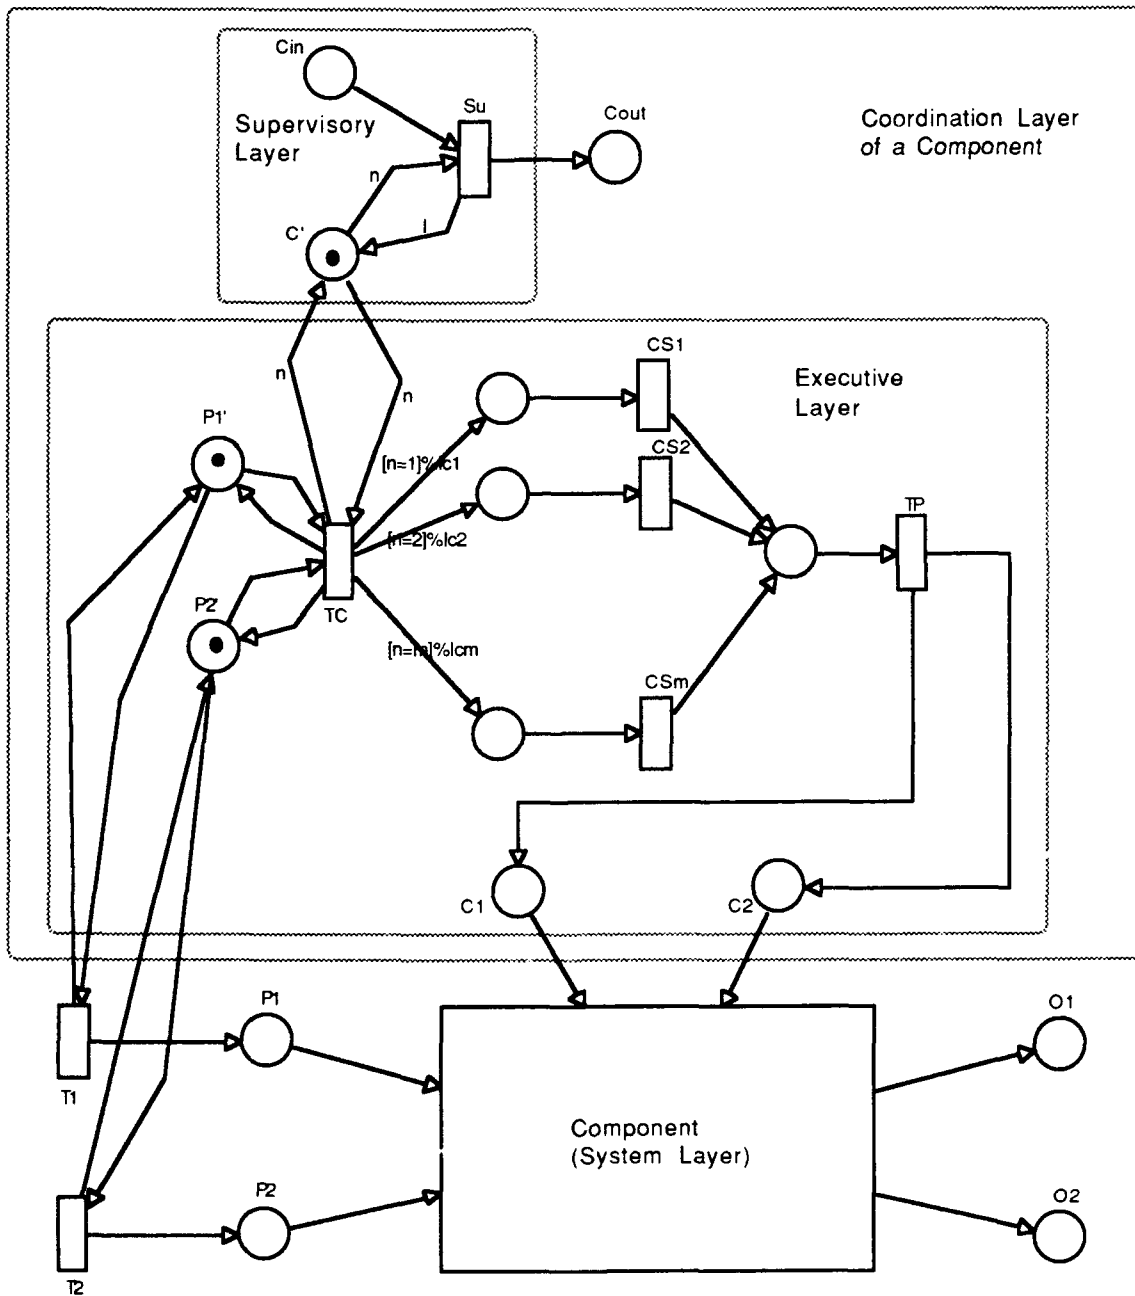 Cin
Su
Cout
Supervisory
Layer
Coordination Layer
of a Component
n
l
C'
CS1
Executive
Layer
n
n
P1'
[n=1]%lc1
CS2
TP
[n=2]%lc2
P2'
TC
[n=m]%lcm
CSm
C1
C2
P1
O1
T1
Component
(System Layer)
P2
O2
T2